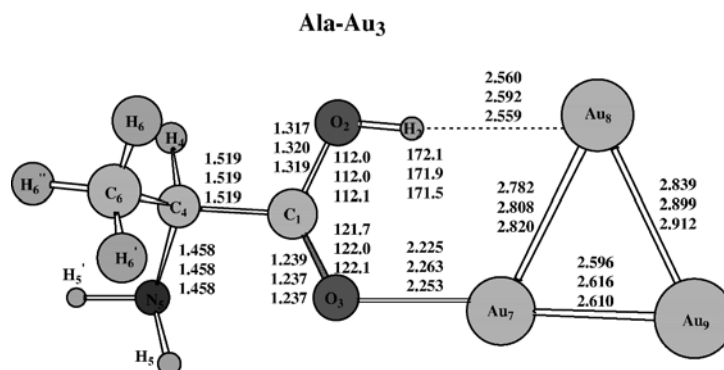 Ala-Au3
H6
H4
O2
H2
Au8
H6''
C6
C4
C1
H6'
H5'
N5
H5
O3
Au7
Au9
1.519
1.519
1.519
1.317
1.320
1.319
112.0
112.0
112.1
172.1
171.9
171.5
2.560
2.592
2.559
2.782
2.808
2.820
2.839
2.899
2.912
1.458
1.458
1.458
121.7
122.0
122.1
1.239
1.237
1.237
2.225
2.263
2.253
2.596
2.616
2.610